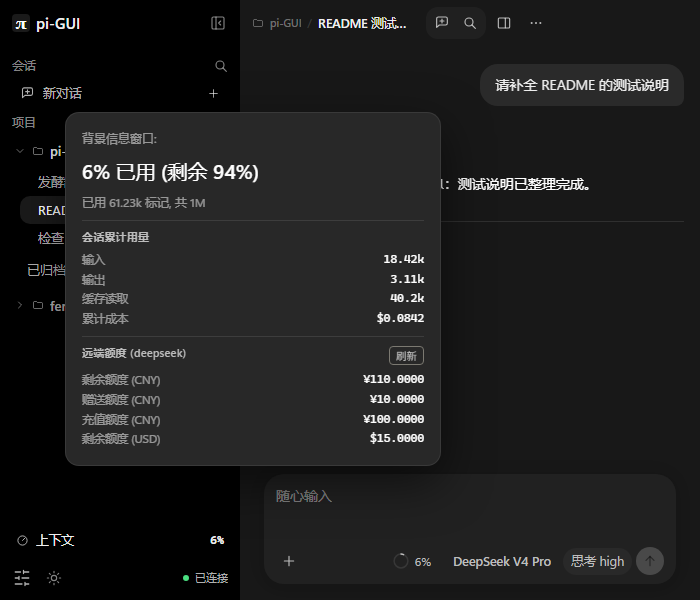 pi-GUI
会话
新对话
项目
pi-
发酵
READ
检查
已归档
fer
pi-GUI / README 测试...
请补全 README 的测试说明
：测试说明已整理完成。
背景信息窗口:
6% 已用 (剩余 94%)
已用 61.23k 标记, 共 1M
会话累计用量
输入 18.42k
输出 3.11k
缓存读取 40.2k
累计成本 $0.0842
远端额度 (deepseek) 刷新
剩余额度 (CNY) ¥110.0000
赠送额度 (CNY) ¥10.0000
充值额度 (CNY) ¥100.0000
剩余额度 (USD) $15.0000
随心输入
6% DeepSeek V4 Pro 思考 high
上下文 6%
已连接